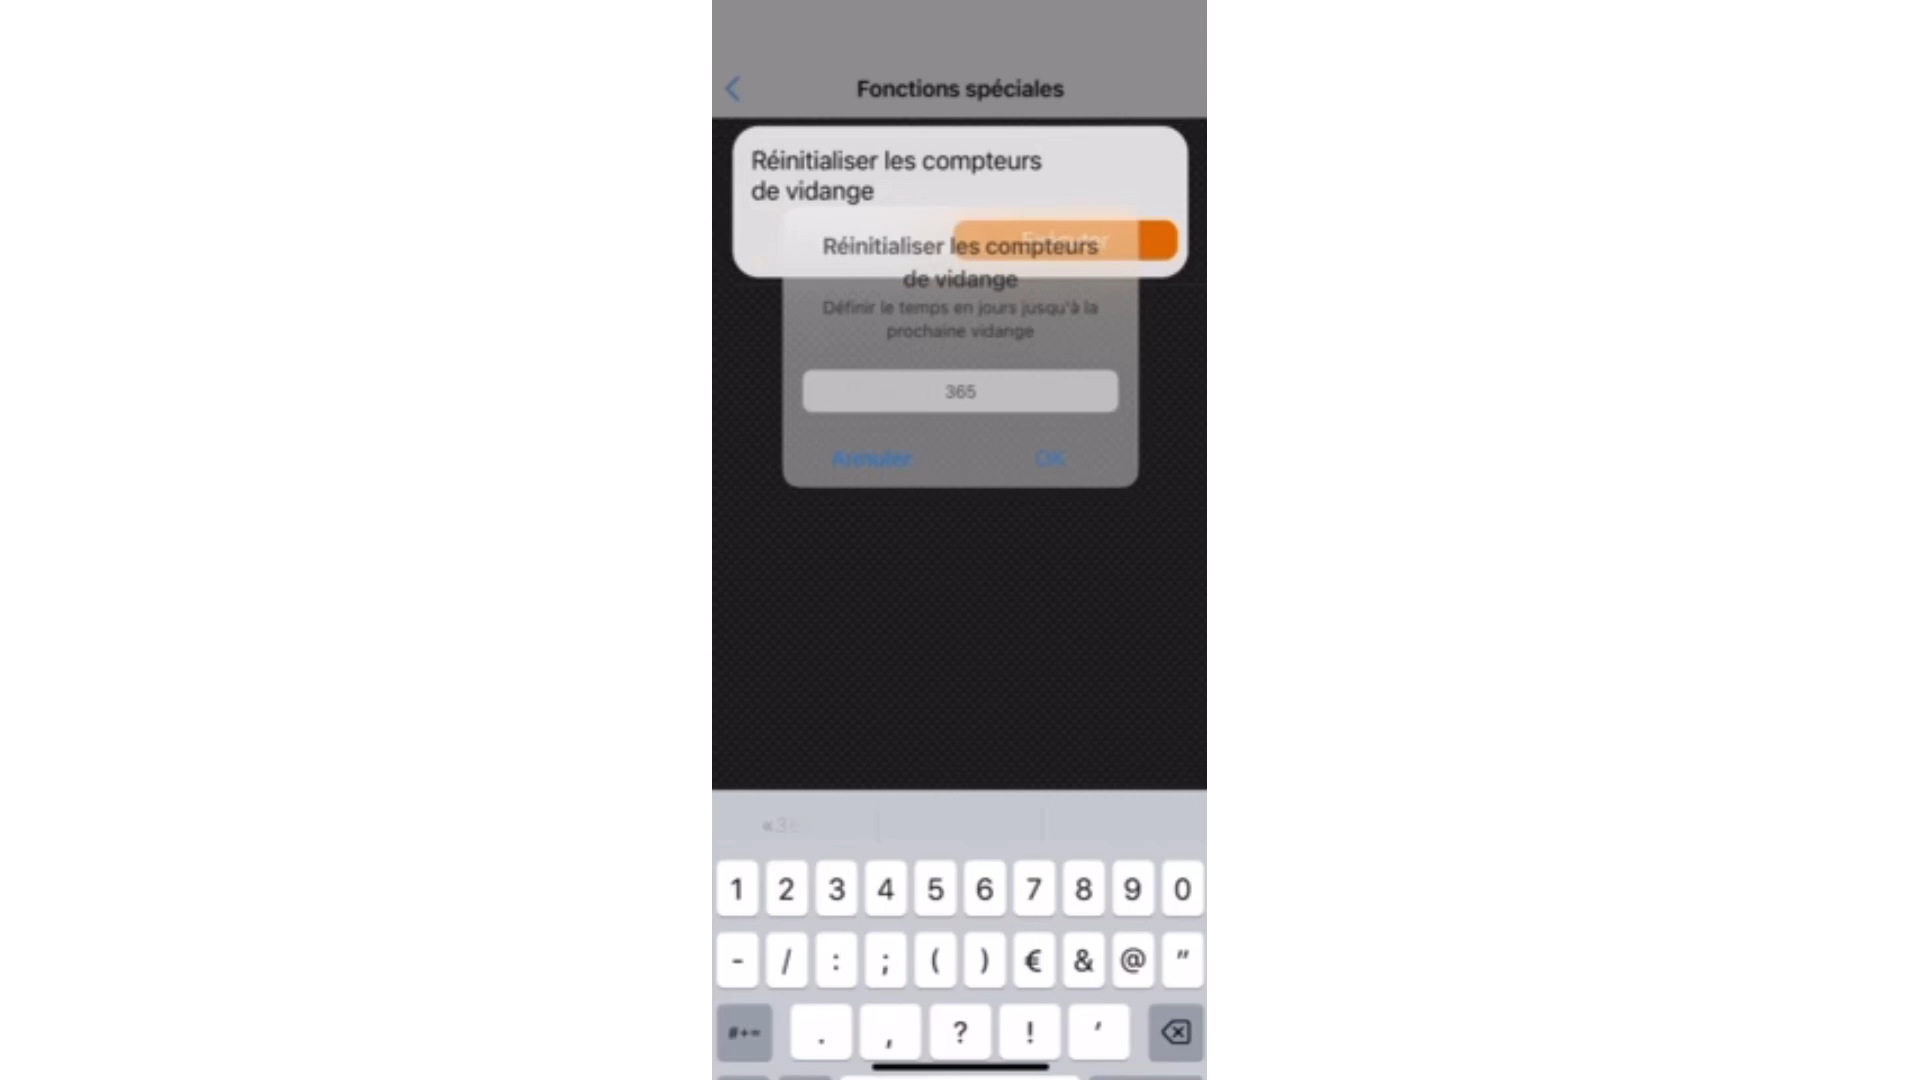 Fonctions spéciales
Réinitialiser les compteurs
de vidange
Réinitialiser les compteurs
de vidange
Définir le temps en jours jusqu'à la
prochaine vidange
365
Annuler OK
1 2 3 4 5 6 7 8 9 0
- / : ; ( ) € & @ "
#+= . , ? ! '